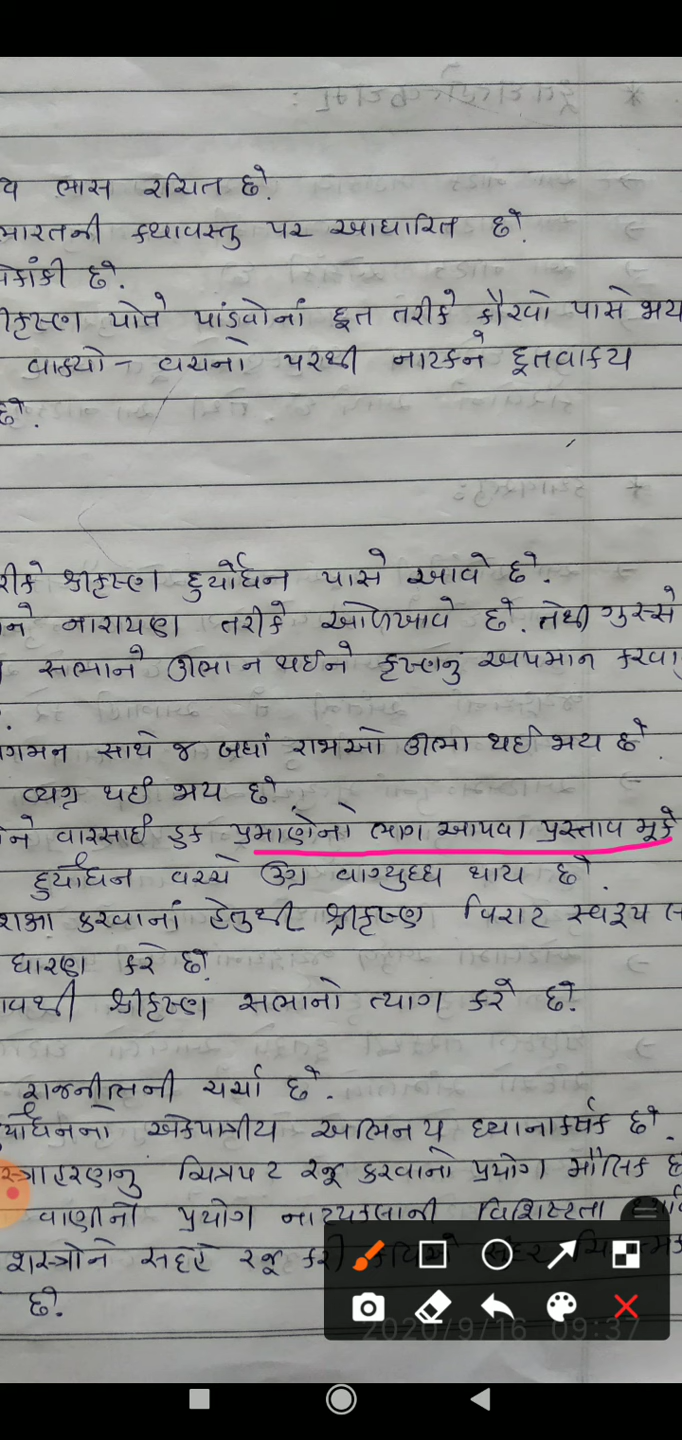 ભાસ રચિત છે.
ભારતની કથાવસ્તુ પર આધારિત છે.
એકાંકી છે.
શ્રીકૃષ્ણ પોતે પાંડવોનાં દૂત તરીકે કૌરવો પાસે જાય
વાક્યો - વચનો પરથી નાટકને દૂતવાક્ય
છે.
તરીકે શ્રીકૃષ્ણ દુર્યોધન પાસે આવે છે.
ને નારાયણ તરીકે ઓળખાવે છે. તેથી ગુસ્સે
સભાને ઊભા ન થઈને કૃષ્ણનું અપમાન કરવા
આગમન સાથે જ બધાં રાજાઓ ઊભા થઈ જાય છે.
વ્યગ્ર થઈ જાય છે.
ને વારસાઈ હક પ્રમાણેનો ભાગ આપવા પ્રસ્તાવ મૂકે
દુર્યોધન વચ્ચે ઉગ્ર વાગ્યુદ્ધ થાય છે.
કરવાનાં હેતુથી શ્રીકૃષ્ણ વિરાટ સ્વરૂપ
ધારણ કરે છે.
શ્રીકૃષ્ણ સભાનો ત્યાગ કરે છે.
રાજનીતિની ચર્ચા છે.
દુર્યોધનનો એકપાત્રીય અભિનય ધ્યાનાકર્ષક છે.
વસ્ત્રાહરણનું ચિત્રપટ રજૂ કરવાનો પ્રયોગ મૌલિક છે
વાણીનો પ્રયોગ નાટ્યકલાની વિશિષ્ટતા
શસ્ત્રોને સદેહે રજૂ કરી કવિએ
છે.
2020/9/16 09:37